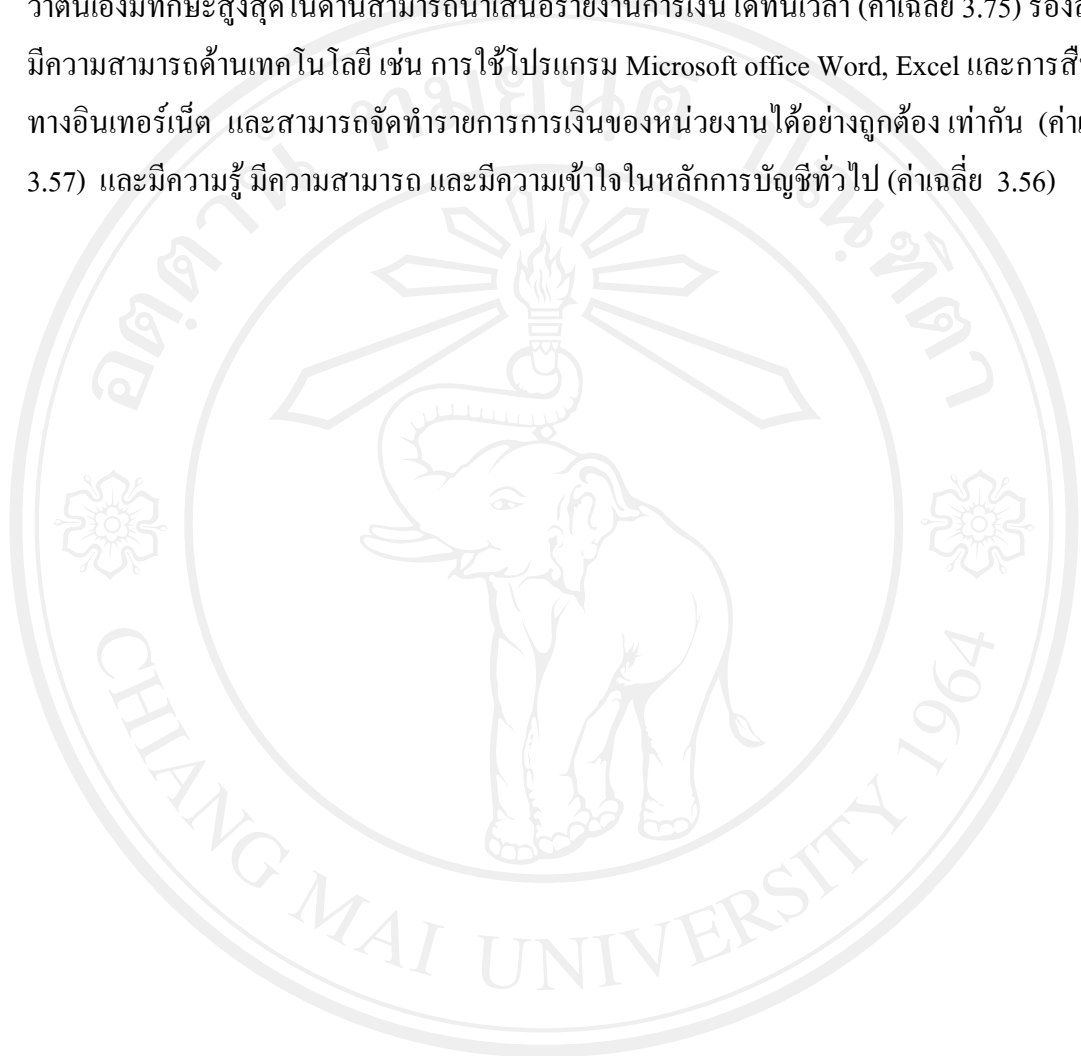 ว่าตนเองมีทักษะสูงสุดในด้านสามารถนำเสนอรายงานการเงินได้ทันเวลา (ค่าเฉลี่ย 3.75)
มีความสามารถด้านเทคโนโลยี เช่น การใช้โปรแกรม Microsoft office Word, Excel และการ
ทางอินเทอร์เน็ต และสามารถจัดทำรายการการเงินของหน่วยงานได้อย่างถูกต้อง เท่ากัน
3.57) และมีความรู้ มีความสามารถ และมีความเข้าใจในหลักการบัญชีทั่วไป (ค่าเฉลี่ย 3.56)
CHIANG MAI UNIVERSITY 1964